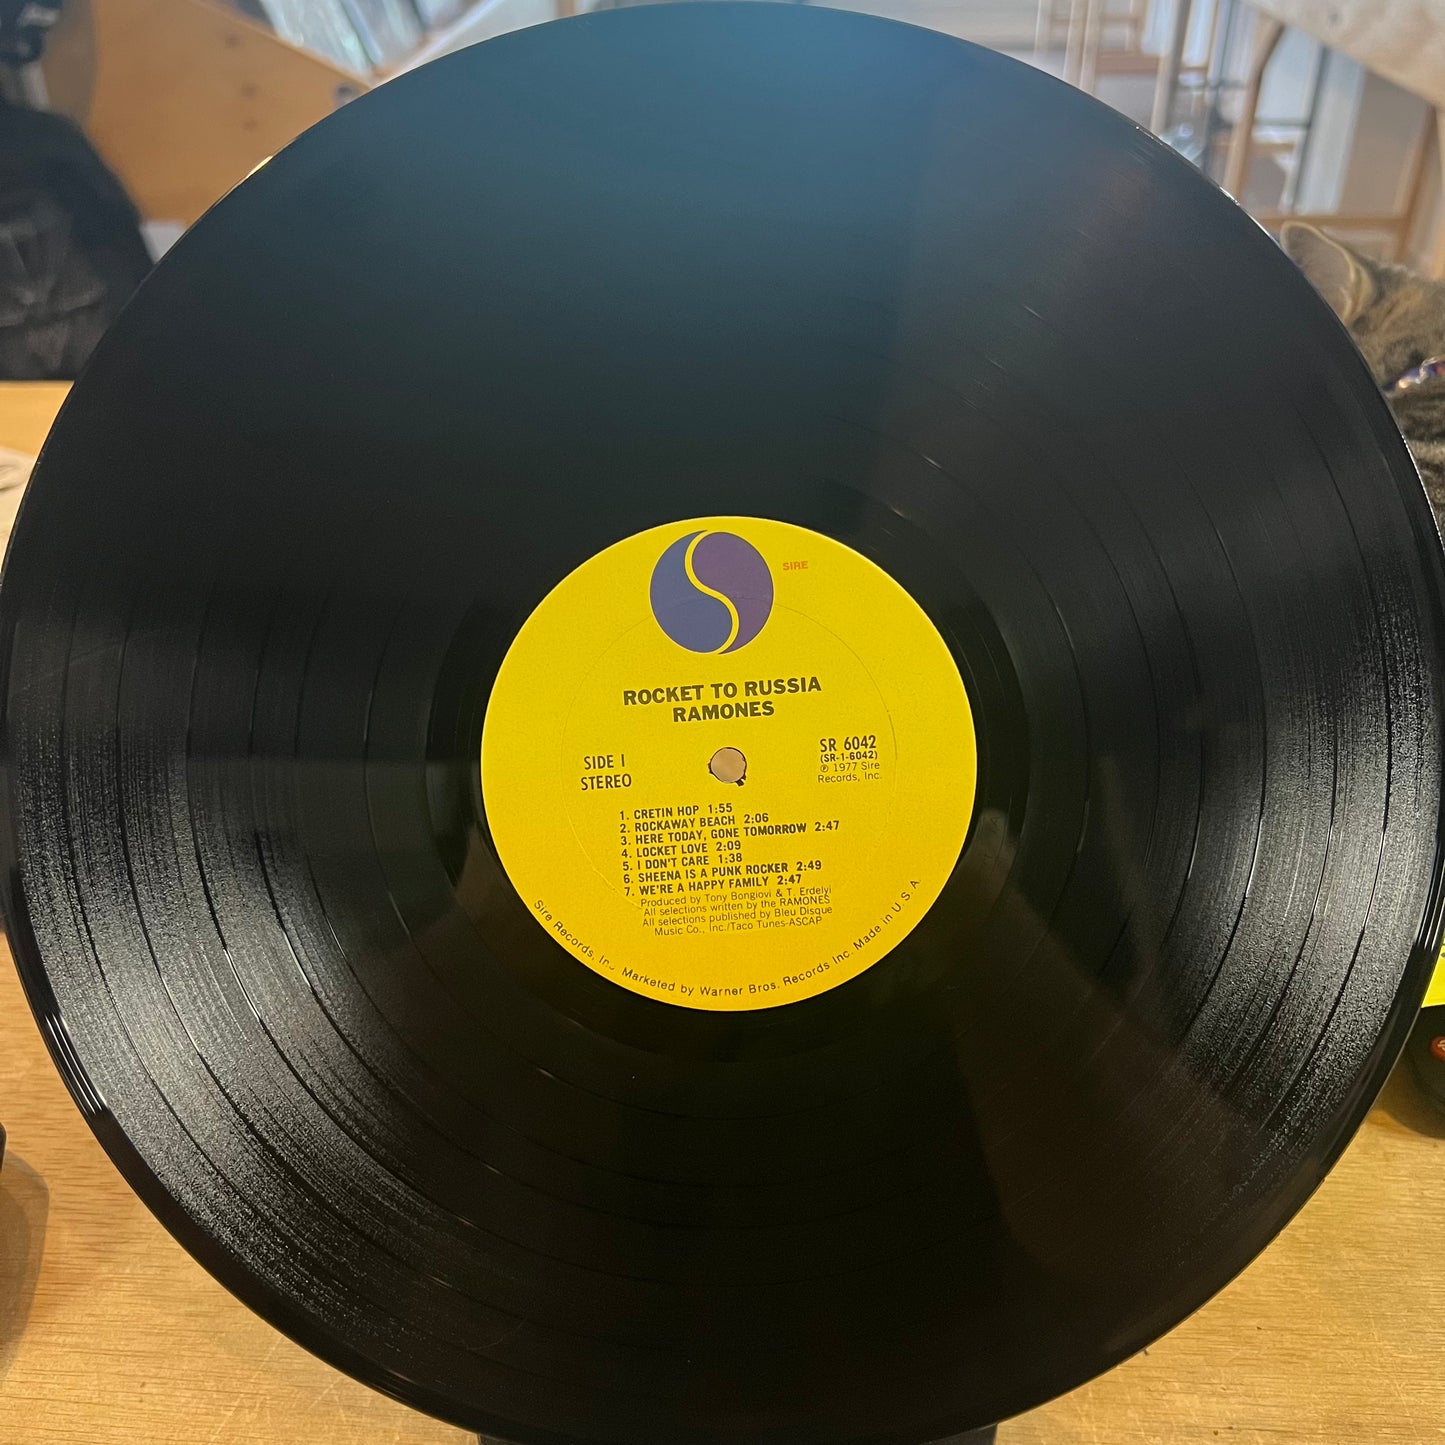 SIRE
ROCKET TO RUSSIA
RAMONES
SIDE I
STEREO
SR 6042
(SR-1-6042)
℗ 1977 Sire
Records, Inc.
1. CRETIN HOP 1:55
2. ROCKAWAY BEACH 2:06
3. HERE TODAY, GONE TOMORROW 2:47
4. LOCKET LOVE 2:09
5. I DON'T CARE 1:38
6. SHEENA IS A PUNK ROCKER 2:49
7. WE'RE A HAPPY FAMILY 2:47
Produced by Tony Bongiovi & T. Erdelyi
All selections written by the RAMONES
All selections published by Bleu Disque
Music Co., Inc./Taco Tunes-ASCAP
Sire Records, Inc. Marketed by Warner Bros. Records Inc. Made in U.S.A.